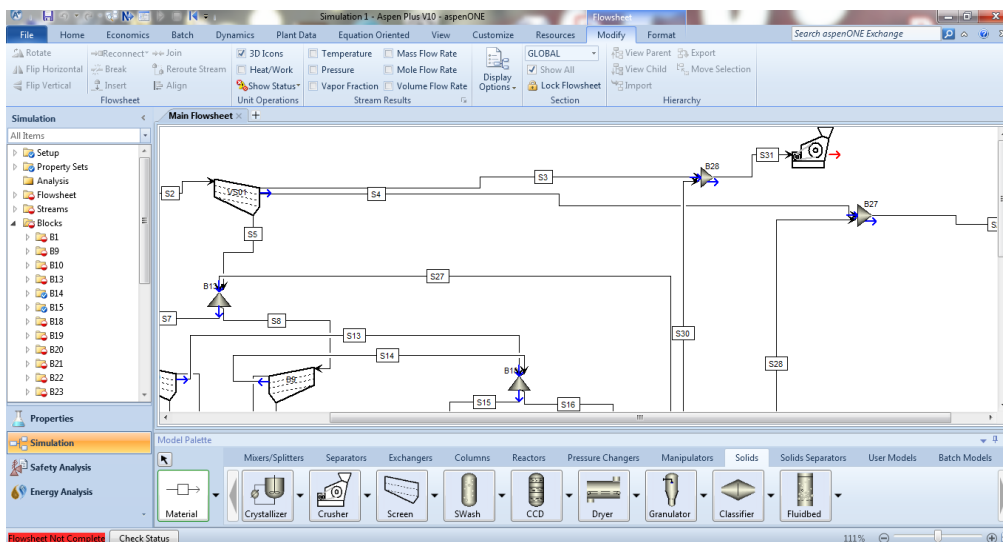 Simulation 1 - Aspen Plus V10 - aspenONE
Flowsheet
File Home Economics Batch Dynamics Plant Data Equation Oriented View Customize Resources Modify Format Search aspenONE Exchange
Rotate Reconnect Join 3D Icons Temperature Mass Flow Rate GLOBAL View Parent Export
Flip Horizontal Break Reroute Stream Heat/Work Pressure Mole Flow Rate Display Options Show All View Child Move Selection
Flip Vertical Insert Align Show Status Vapor Fraction Volume Flow Rate Lock Flowsheet Import
Flowsheet Unit Operations Stream Results Section Hierarchy
Simulation
Main Flowsheet
All Items
Setup
Property Sets
Analysis
Flowsheet
Streams
Blocks
B1
B9
B10
B13
B14
B15
B18
B19
B20
B21
B22
B23
S31
B28
S2
S3
VS01
S4
B27
S5
S27
S7
S8
S13
S30
S14
S28
B9
S15
S16
Properties
Simulation
Safety Analysis
Energy Analysis
Model Palette
Mixers/Splitters Separators Exchangers Columns Reactors Pressure Changers Manipulators Solids Solids Separators User Models Batch Models
Material Crystallizer Crusher Screen SWash CCD Dryer Granulator Classifier Fluidbed
Flowsheet Not Complete Check Status 111%